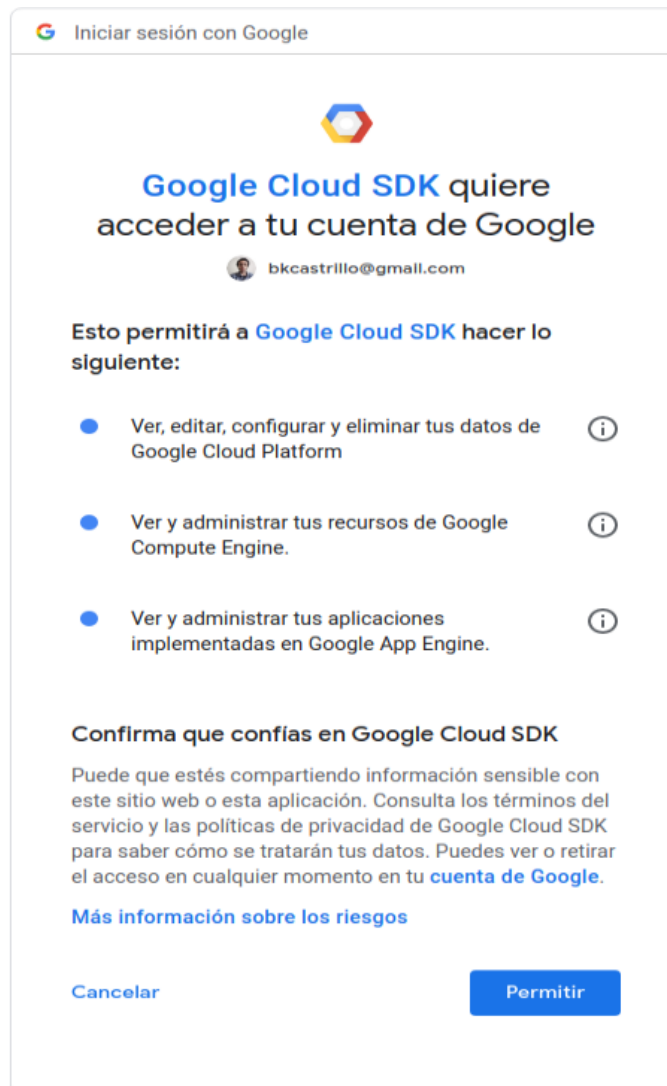 Iniciar sesión con Google
Google Cloud SDK quiere
acceder a tu cuenta de Google
bkcastrillo@gmail.com
Esto permitirá a Google Cloud SDK hacer lo
siguiente:
Ver, editar, configurar y eliminar tus datos de
Google Cloud Platform
Ver y administrar tus recursos de Google
Compute Engine.
Ver y administrar tus aplicaciones
implementadas en Google App Engine.
Confirma que confías en Google Cloud SDK
Puede que estés compartiendo información sensible con
este sitio web o esta aplicación. Consulta los términos del
servicio y las políticas de privacidad de Google Cloud SDK
para saber cómo se tratarán tus datos. Puedes ver o retirar
el acceso en cualquier momento en tu cuenta de Google.
Más información sobre los riesgos
Cancelar
Permitir